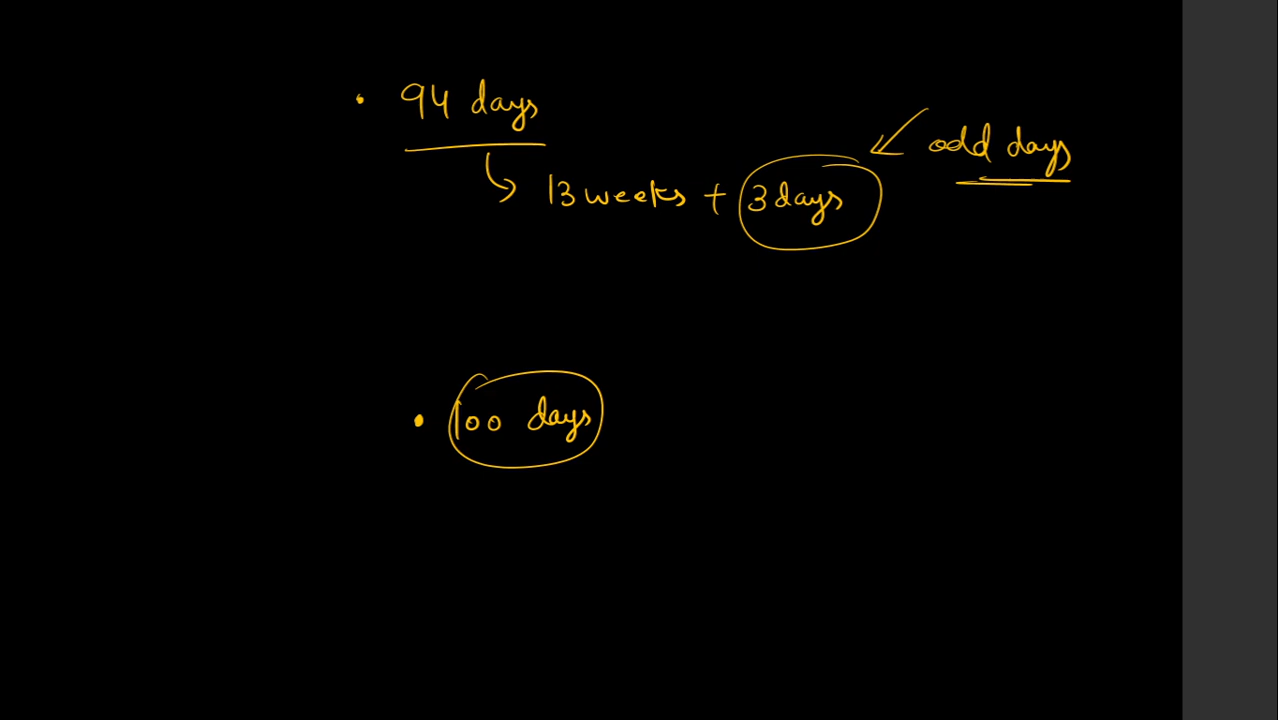 • 94 days
odd days
13 weeks + 3 days
• 100 days